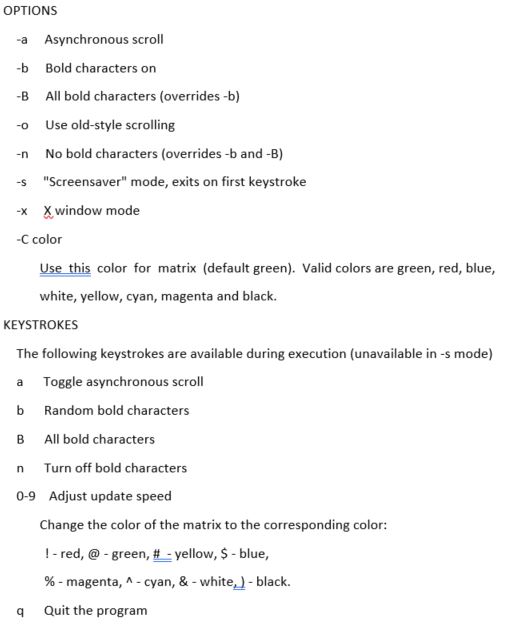 OPTIONS
-a Asynchronous scroll
-b Bold characters on
-B All bold characters (overrides -b)
-o Use old-style scrolling
-n No bold characters (overrides -b and -B)
-s "Screensaver" mode, exits on first keystroke
-x X window mode
-C color
Use this color for matrix (default green). Valid colors are green, red, blue,
white, yellow, cyan, magenta and black.
KEYSTROKES
The following keystrokes are available during execution (unavailable in -s mode)
a Toggle asynchronous scroll
b Random bold characters
B All bold characters
n Turn off bold characters
0-9 Adjust update speed
Change the color of the matrix to the corresponding color:
! - red, @ - green, # - yellow, $ - blue,
% - magenta, ^ - cyan, & - white, ) - black.
q Quit the program